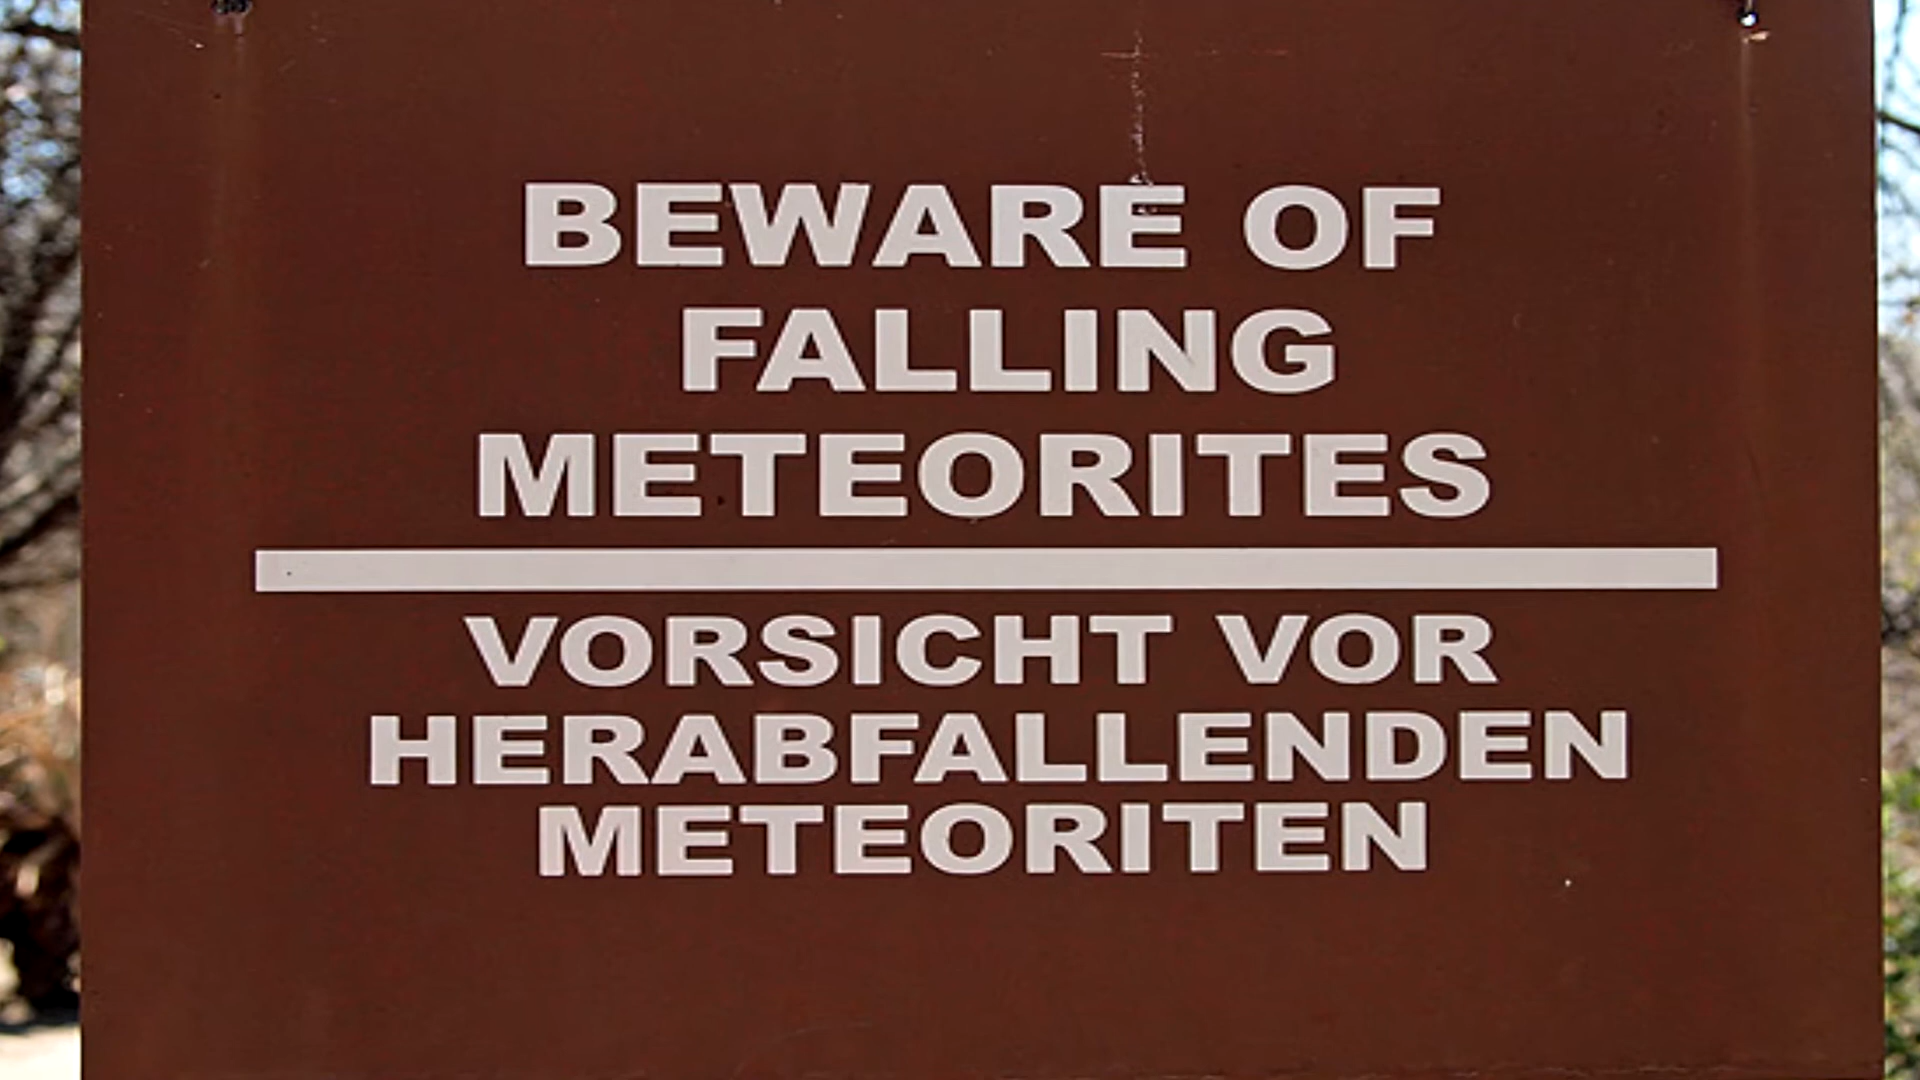 BEWARE OF
FALLING
METEORITES
VORSICHT VOR
HERABFALLENDEN
METEORITEN